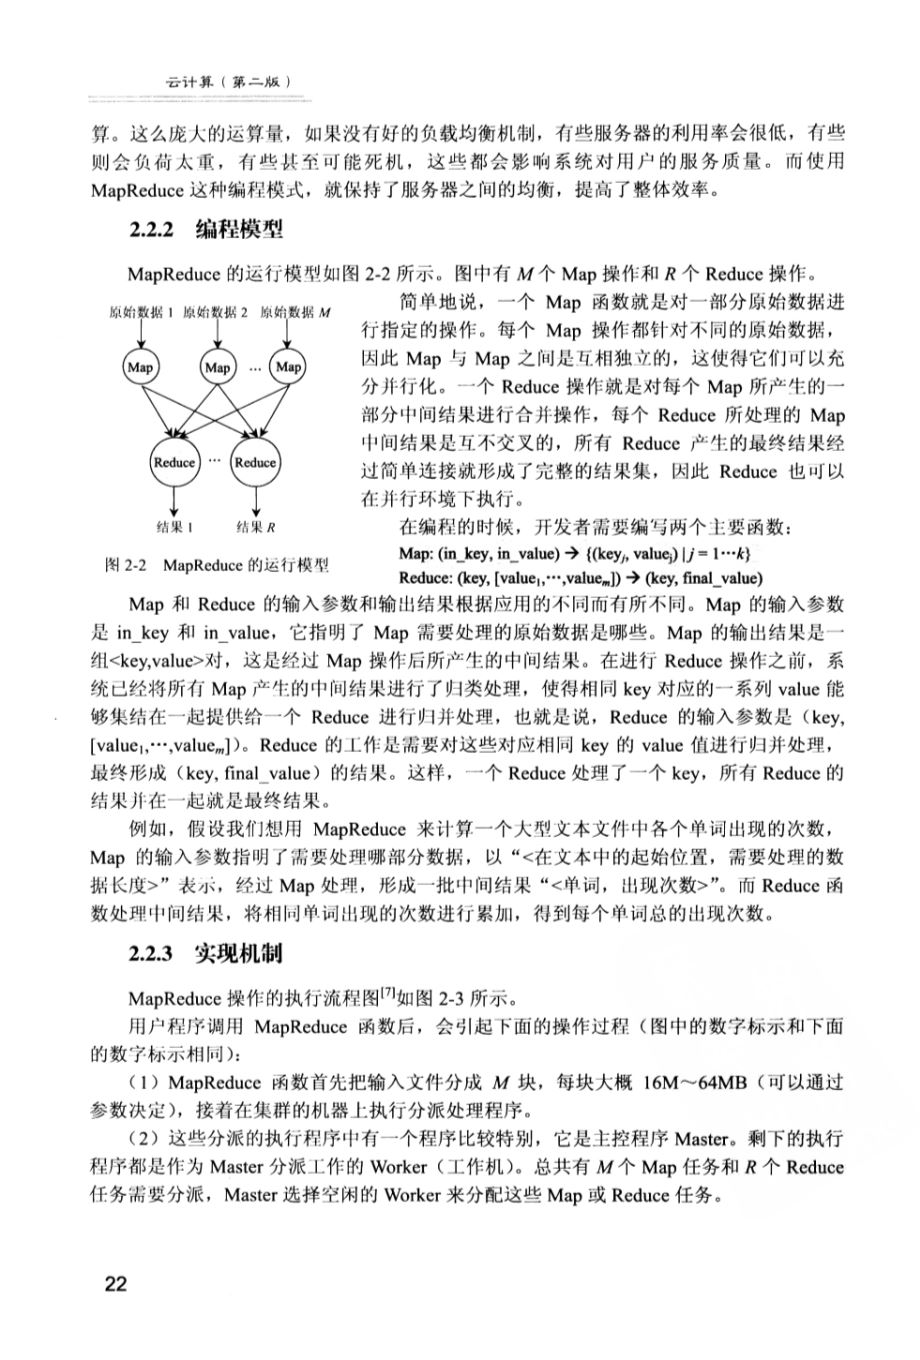 云计算（第二版）
算。这么庞大的运算量，如果没有好的负载均衡机制，有些服务器的利用率会很低，有些
则会负荷太重，有些甚至可能死机，这些都会影响系统对用户的服务质量。而使用
MapReduce 这种编程模式，就保持了服务器之间的均衡，提高了整体效率。
2.2.2 编程模型
MapReduce 的运行模型如图 2-2 所示。图中有 M 个 Map 操作和 R 个 Reduce 操作。
原始数据 1 原始数据 2 原始数据 M
Map Map … Map
Reduce … Reduce
结果 1 结果 R
图 2-2 MapReduce 的运行模型
简单地说，一个 Map 函数就是对一部分原始数据进
行指定的操作。每个 Map 操作都针对不同的原始数据，
因此 Map 与 Map 之间是互相独立的，这使得它们可以充
分并行化。一个 Reduce 操作就是对每个 Map 所产生的一
部分中间结果进行合并操作，每个 Reduce 所处理的 Map
中间结果是互不交叉的，所有 Reduce 产生的最终结果经
过简单连接就形成了完整的结果集，因此 Reduce 也可以
在并行环境下执行。
在编程的时候，开发者需要编写两个主要函数：
Map: (in_key, in_value) → {(keyⱼ, valueⱼ) | j = 1…k}
Reduce: (key, [value₁,…,valueₘ]) → (key, final_value)
Map 和 Reduce 的输入参数和输出结果根据应用的不同而有所不同。Map 的输入参数
是 in_key 和 in_value，它指明了 Map 需要处理的原始数据是哪些。Map 的输出结果是一
组<key,value>对，这是经过 Map 操作后所产生的中间结果。在进行 Reduce 操作之前，系
统已经将所有 Map 产生的中间结果进行了归类处理，使得相同 key 对应的一系列 value 能
够集结在一起提供给一个 Reduce 进行归并处理，也就是说，Reduce 的输入参数是（key,
[value₁,…,valueₘ]）。Reduce 的工作是需要对这些对应相同 key 的 value 值进行归并处理，
最终形成（key, final_value）的结果。这样，一个 Reduce 处理了一个 key，所有 Reduce 的
结果并在一起就是最终结果。
例如，假设我们想用 MapReduce 来计算一个大型文本文件中各个单词出现的次数，
Map 的输入参数指明了需要处理哪部分数据，以“<在文本中的起始位置，需要处理的数
据长度>”表示，经过 Map 处理，形成一批中间结果“<单词，出现次数>”。而 Reduce 函
数处理中间结果，将相同单词出现的次数进行累加，得到每个单词总的出现次数。
2.2.3 实现机制
MapReduce 操作的执行流程图[7]如图 2-3 所示。
用户程序调用 MapReduce 函数后，会引起下面的操作过程（图中的数字标示和下面
的数字标示相同）：
（1）MapReduce 函数首先把输入文件分成 M 块，每块大概 16M～64MB（可以通过
参数决定），接着在集群的机器上执行分派处理程序。
（2）这些分派的执行程序中有一个程序比较特别，它是主控程序 Master。剩下的执行
程序都是作为 Master 分派工作的 Worker（工作机）。总共有 M 个 Map 任务和 R 个 Reduce
任务需要分派，Master 选择空闲的 Worker 来分配这些 Map 或 Reduce 任务。
22